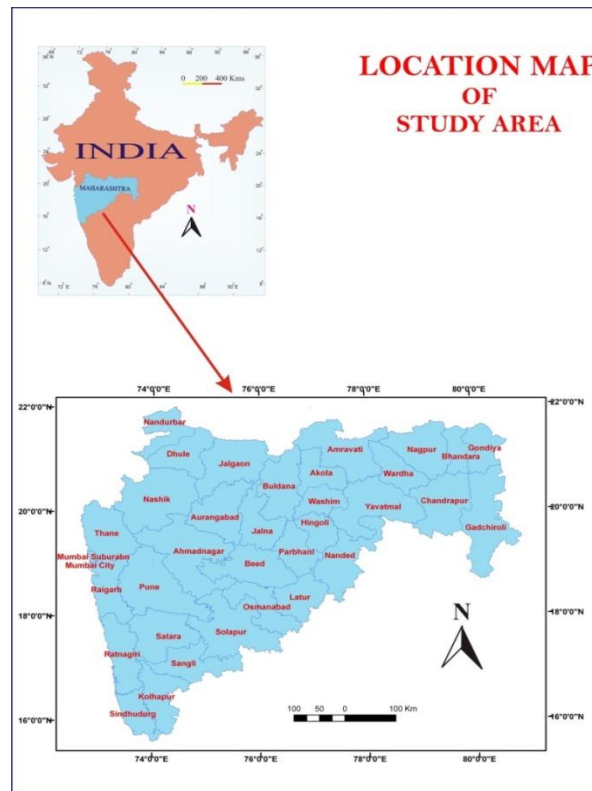 LOCATION MAP
OF
STUDY AREA
0 200 400 Kms
INDIA
MAHARASHTRA
N
74°0'0"E 76°0'0"E 78°0'0"E 80°0'0"E
22°0'0"N 22°0'0"N
Nandurbar
Dhule
Jalgaon
Amravati
Nagpur
Gondiya
Bhandara
Akola
Wardha
Buldana
Nashik
Washim
Yavatmal
Chandrapur
20°0'0"N 20°0'0"N
Aurangabad
Hingoli
Jalna
Gadchiroli
Thane
Ahmadnagar
Parbhani
Nanded
Mumbai Suburabn
Mumbai City
Beed
Raigarh
Pune
Latur
Osmanabad
18°0'0"N 18°0'0"N
Satara
Solapur
N
Ratnagiri
Sangli
Kolhapur
Sindhudurg
100 50 0 100 Km
16°0'0"N 16°0'0"N
74°0'0"E 76°0'0"E 78°0'0"E 80°0'0"E